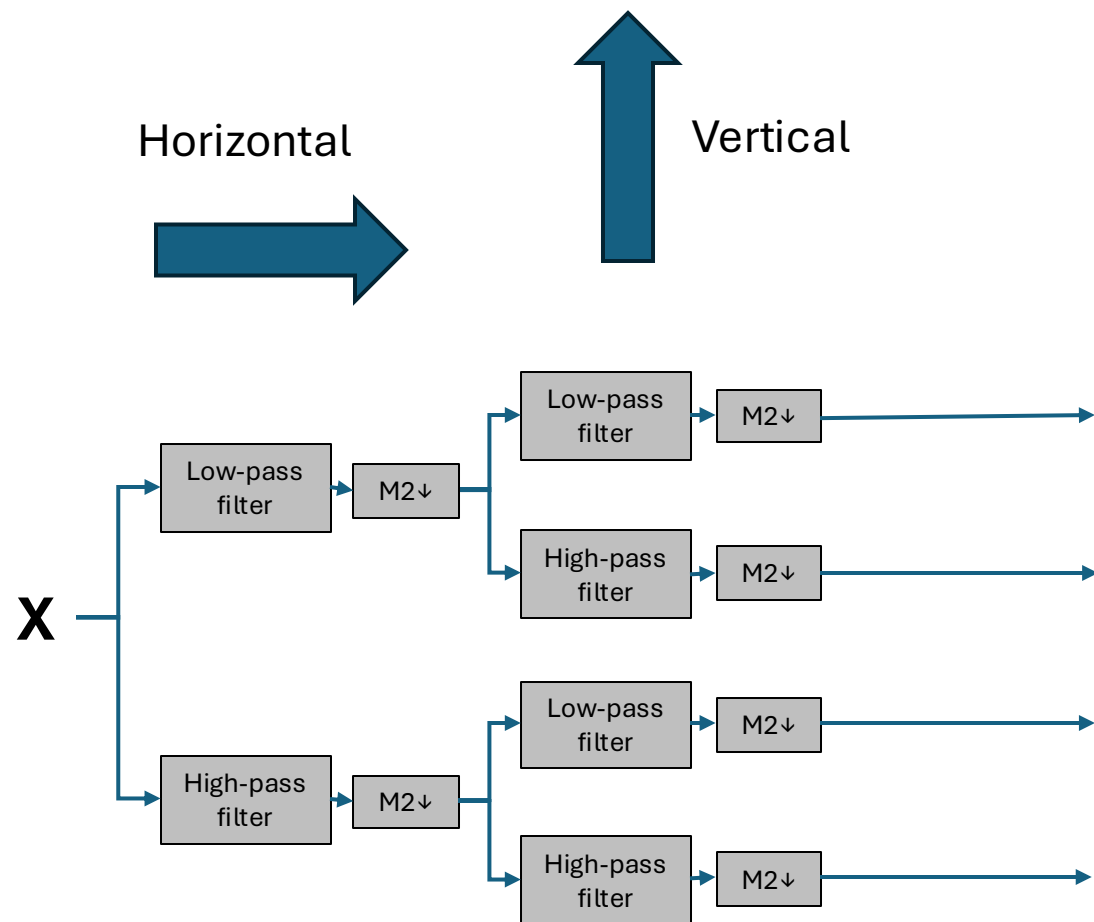 Horizontal
Vertical
Low-pass
filter
M2↓
Low-pass
filter
M2↓
High-pass
filter
M2↓
X
Low-pass
filter
M2↓
High-pass
filter
M2↓
High-pass
filter
M2↓